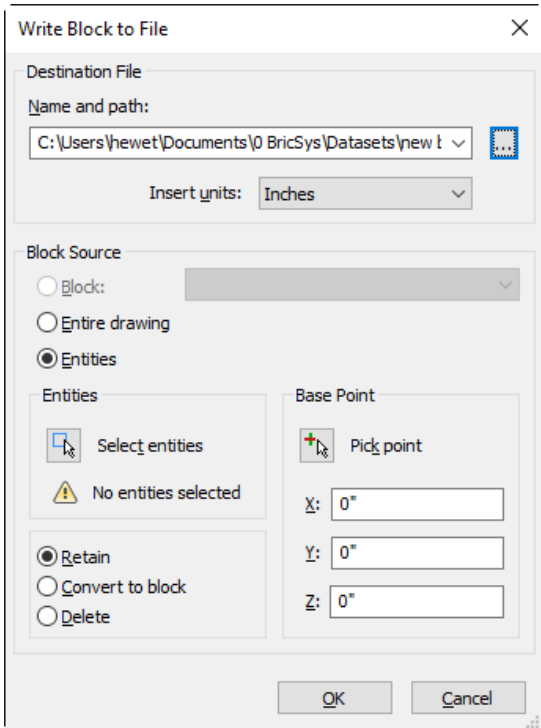 Write Block to File
Destination File
Name and path:
C:\Users\hewet\Documents\0 BricSys\Datasets\new b
...
Insert units: Inches
Block Source
Block:
Entire drawing
Entities
Entities
Select entities
No entities selected
Retain
Convert to block
Delete
Base Point
Pick point
X: 0"
Y: 0"
Z: 0"
OK
Cancel